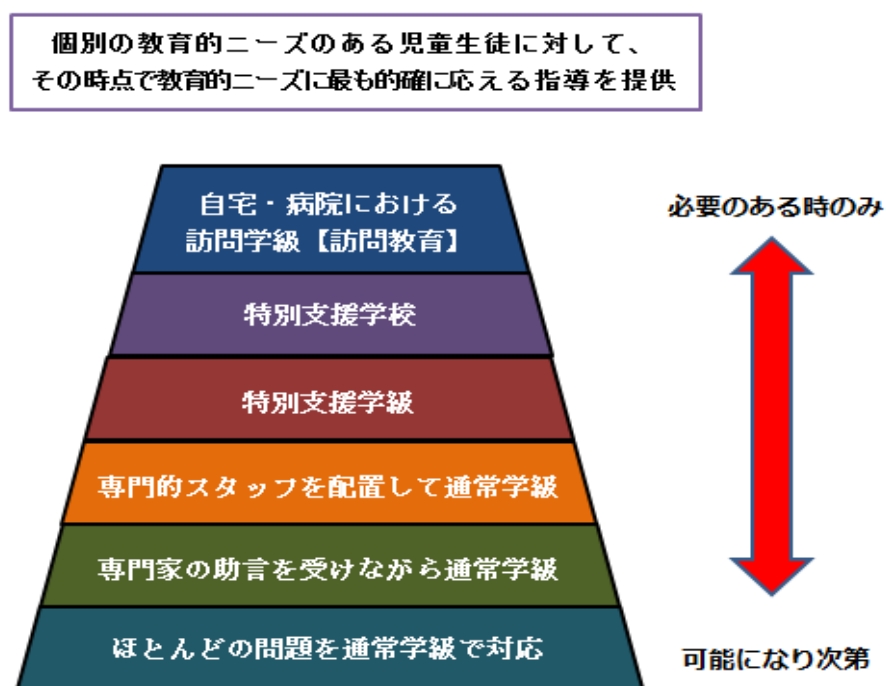 個別の教育的ニーズのある児童生徒に対して、
その時点で教育的ニーズに最も的確に応える指導を提供
自宅・病院における
訪問学級【訪問教育】
必要のある時のみ
特別支援学校
特別支援学級
専門的スタッフを配置して通常学級
専門家の助言を受けながら通常学級
ほとんどの問題を通常学級で対応
可能になり次第